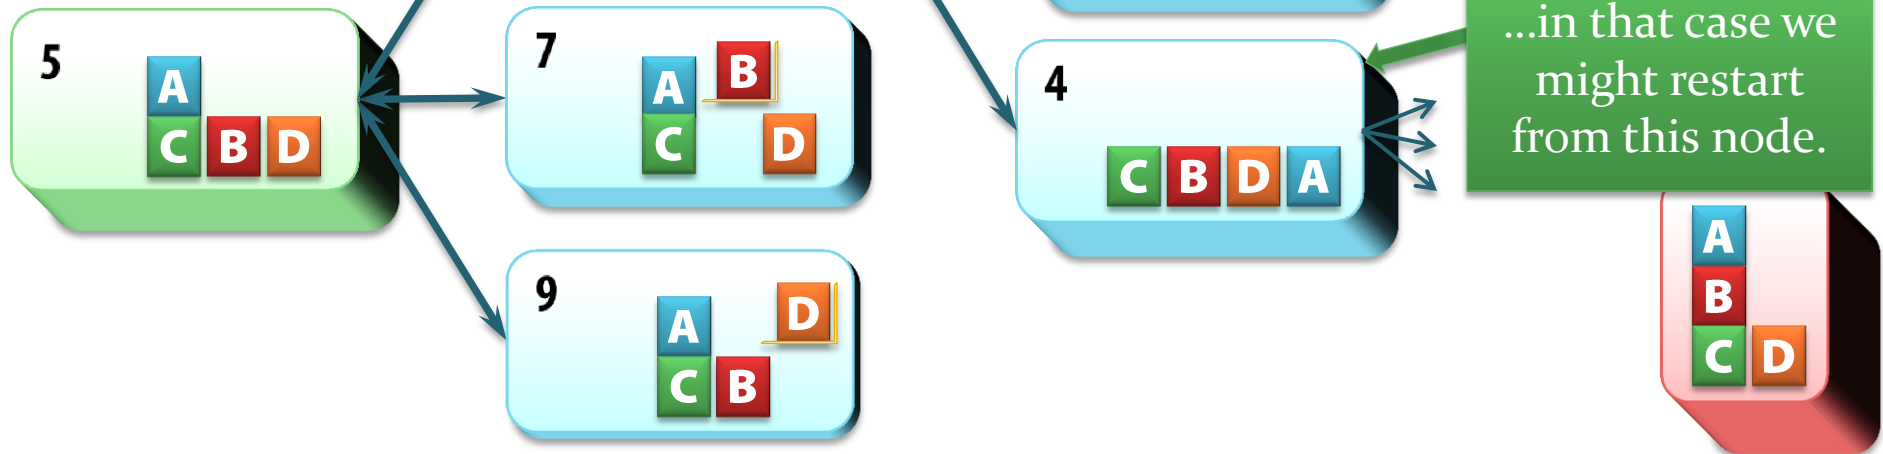 5
A
C B D
7
A B
C D
9
A D
C B
4
C B D A
...in that case we
might restart
from this node.
A
B
C D